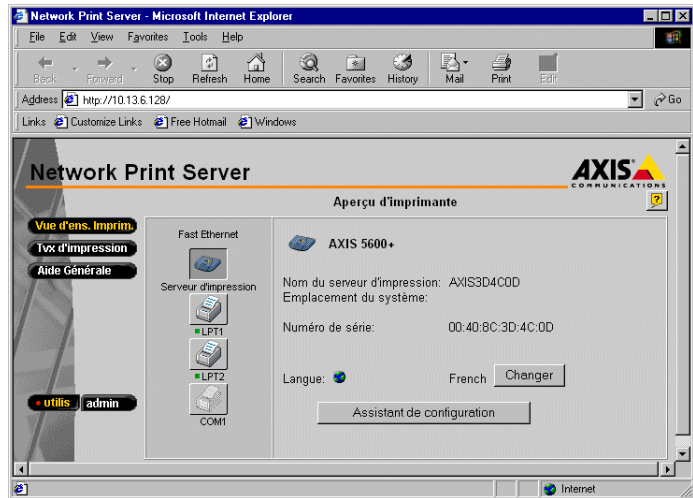 Network Print Server - Microsoft Internet Explorer
File Edit View Favorites Tools Help
Back Forward Stop Refresh Home Search Favorites History Mail Print Edit
Address http://10.13.6.128/ Go
Links Customize Links Free Hotmail Windows
Network Print Server
AXIS
COMMUNICATIONS
Aperçu d'imprimante
?
Vue d'ens. Imprim.
Tvx d'impression
Aide Générale
utilis admin
Fast Ethernet
Serveur d'impression
LPT1
LPT2
COM1
AXIS 5600+
Nom du serveur d'impression: AXIS3D4C0D
Emplacement du système:
Numéro de série: 00:40:8C:3D:4C:0D
Langue: French Changer
Assistant de configuration
Internet